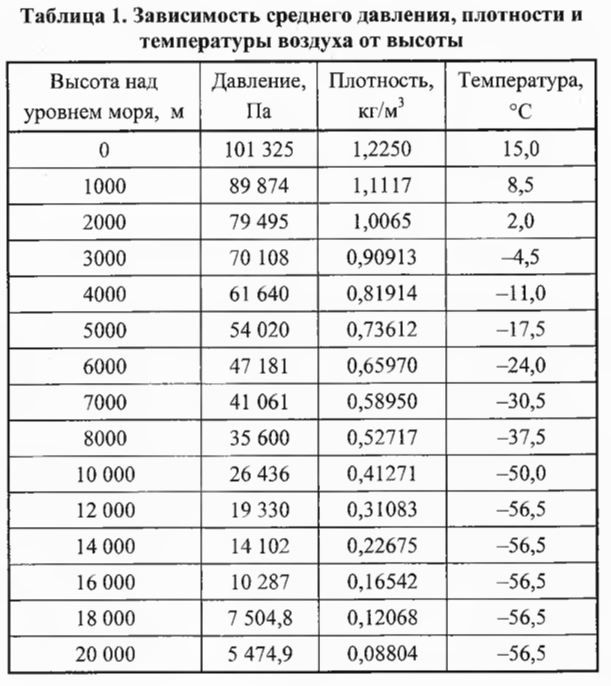 Таблица 1. Зависимость среднего давления, плотности и
температуры воздуха от высоты
Высота над уровнем моря, м Давление, Па Плотность, кг/м³ Температура, °C
0 101 325 1,2250 15,0
1000 89 874 1,1117 8,5
2000 79 495 1,0065 2,0
3000 70 108 0,90913 –4,5
4000 61 640 0,81914 –11,0
5000 54 020 0,73612 –17,5
6000 47 181 0,65970 –24,0
7000 41 061 0,58950 –30,5
8000 35 600 0,52717 –37,5
10 000 26 436 0,41271 –50,0
12 000 19 330 0,31083 –56,5
14 000 14 102 0,22675 –56,5
16 000 10 287 0,16542 –56,5
18 000 7 504,8 0,12068 –56,5
20 000 5 474,9 0,08804 –56,5